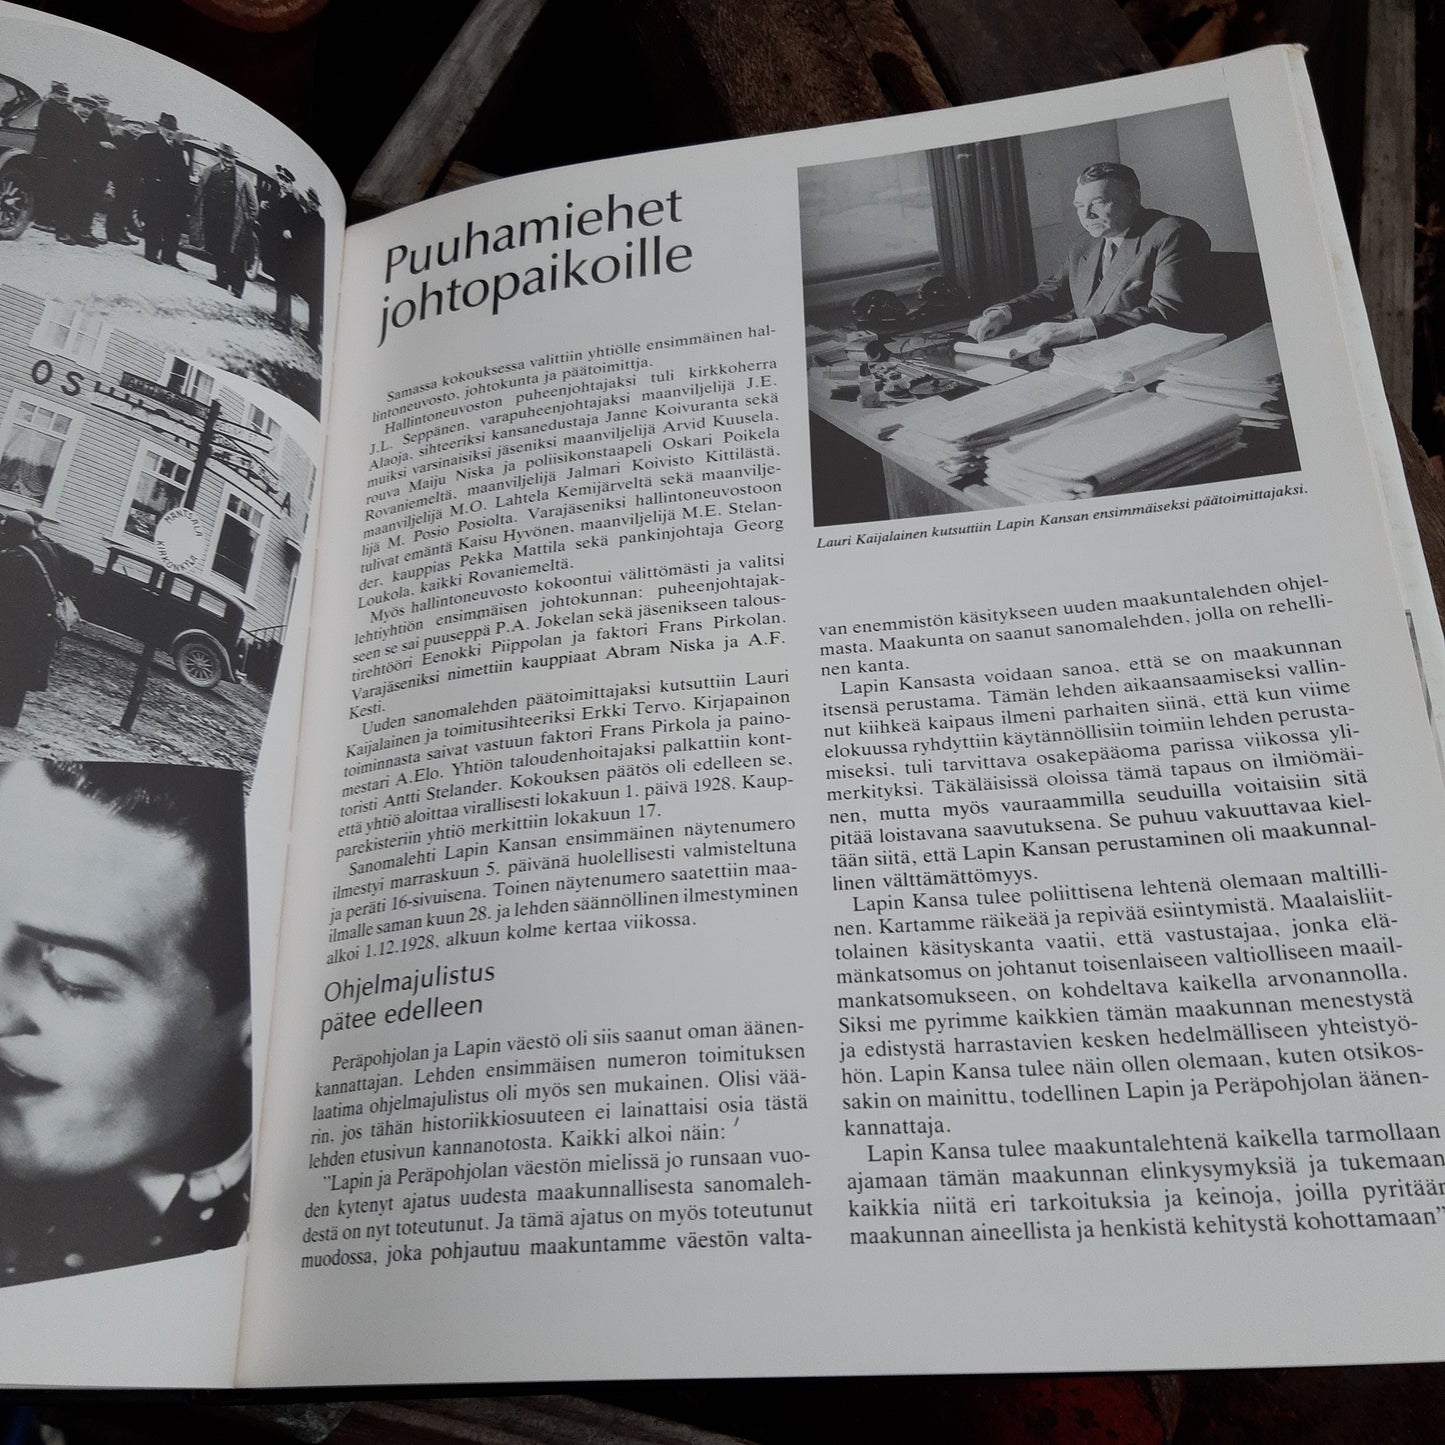 Puuhamiehet
johtopaikoille
Samassa kokouksessa valittiin yhtiölle ensimmäinen hal-
lintoneuvosto, johtokunta ja päätoimittja.
Hallintoneuvoston puheenjohtajaksi tuli kirkkoherra
J.L. Seppänen, varapuheenjohtajaksi maanviljelijä J.E.
Alaoja, sihteeriksi kansanedustaja Janne Koivuranta sekä
muiksi varsinaisiksi jäseniksi maanviljelijä Arvid Kuusela,
rouva Maiju Niska ja poliisikonstaapeli Oskari Poikela
Rovaniemeltä, maanviljelijä Jalmari Koivisto Kittilästä,
maanviljelijä M.O. Lahtela Kemijärveltä sekä maanvilje-
lijä M. Posio Posiolta. Varajäseniksi hallintoneuvostoon
tulivat emäntä Kaisu Hyvönen, maanviljelijä M.E. Stelan-
der, kauppias Pekka Mattila sekä pankinjohtaja Georg
Loukola, kaikki Rovaniemeltä.
Myös hallintoneuvosto kokoontui välittömästi ja valitsi
lehtiyhtiön ensimmäisen johtokunnan: puheenjohtajak-
seen se sai puuseppä P.A. Jokelan sekä jäsenikseen talous-
tirehtööri Eenokki Piippolan ja faktori Frans Pirkolan.
Varajäseniksi nimettiin kauppiaat Abram Niska ja A.F.
Kesti.
Uuden sanomalehden päätoimittajaksi kutsuttiin Lauri
Kaijalainen ja toimitusihteeriksi Erkki Tervo. Kirjapainon
toiminnasta saivat vastuun faktori Frans Pirkola ja paino-
mestari A.Elo. Yhtiön taloudenhoitajaksi palkattiin kont-
toristi Antti Stelander. Kokouksen päätös oli edelleen se,
että yhtiö aloittaa virallisesti lokakuun 1. päivä 1928. Kaup-
parekisteriin yhtiö merkittiin lokakuun 17.
Sanomalehti Lapin Kansan ensimmäinen näytenumero
ilmestyi marraskuun 5. päivänä huolellisesti valmisteltuna
ja peräti 16-sivuisena. Toinen näytenumero saatettiin maa-
ilmalle saman kuun 28. ja lehden säännöllinen ilmestyminen
alkoi 1.12.1928, alkuun kolme kertaa viikossa.
Ohjelmajulistus
pätee edelleen
Peräpohjolan ja Lapin väestö oli siis saanut oman äänen-
kannattajan. Lehden ensimmäisen numeron toimituksen
laatima ohjelmajulistus oli myös sen mukainen. Olisi vää-
rin, jos tähän historiikkiosuuteen ei lainattaisi osia tästä
lehden etusivun kannanotosta. Kaikki alkoi näin:
"Lapin ja Peräpohjolan väestön mielissä jo runsaan vuo-
den kytenyt ajatus uudesta maakunnallisesta sanomaleh-
destä on nyt toteutunut. Ja tämä ajatus on myös toteutunut
muodossa, joka pohjautuu maakuntamme väestön valta-
Lauri Kaijalainen kutsuttiin Lapin Kansan ensimmäiseksi päätoimittajaksi.
van enemmistön käsitykseen uuden maakuntalehden ohjel-
masta. Maakunta on saanut sanomalehden, jolla on rehelli-
nen kanta.
Lapin Kansasta voidaan sanoa, että se on maakunnan
itsensä perustama. Tämän lehden aikaansaamiseksi vallin-
nut kiihkeä kaipaus ilmeni parhaiten siinä, että kun viime
elokuussa ryhdyttiin käytännöllisiin toimiin lehden perusta-
miseksi, tuli tarvittava osakepääoma parissa viikossa yli-
merkityksi. Täkäläisissä oloissa tämä tapaus on ilmiömäi-
nen, mutta myös vauraammilla seuduilla voitaisiin sitä
pitää loistavana saavutuksena. Se puhuu vakuuttavaa kiel-
tään siitä, että Lapin Kansan perustaminen oli maakunnal-
linen välttämättömyys.
Lapin Kansa tulee poliittisena lehtenä olemaan maltilli-
nen. Kartamme räikeää ja repivää esiintymistä. Maalaisliit-
tolainen käsityskanta vaatii, että vastustajaa, jonka elä-
mänkatsomus on johtanut toisenlaiseen valtiolliseen maail-
mankatsomukseen, on kohdeltava kaikella arvonannolla.
Siksi me pyrimme kaikkien tämän maakunnan menestystä
ja edistystä harrastavien kesken hedelmälliseen yhteistyö-
hön. Lapin Kansa tulee näin ollen olemaan, kuten otsikos-
sakin on mainittu, todellinen Lapin ja Peräpohjolan äänen-
kannattaja.
Lapin Kansa tulee maakuntalehtenä kaikella tarmollaan
ajamaan tämän maakunnan elinkysymyksiä ja tukemaan
kaikkia niitä eri tarkoituksia ja keinoja, joilla pyritään
maakunnan aineellista ja henkistä kehitystä kohottamaan"